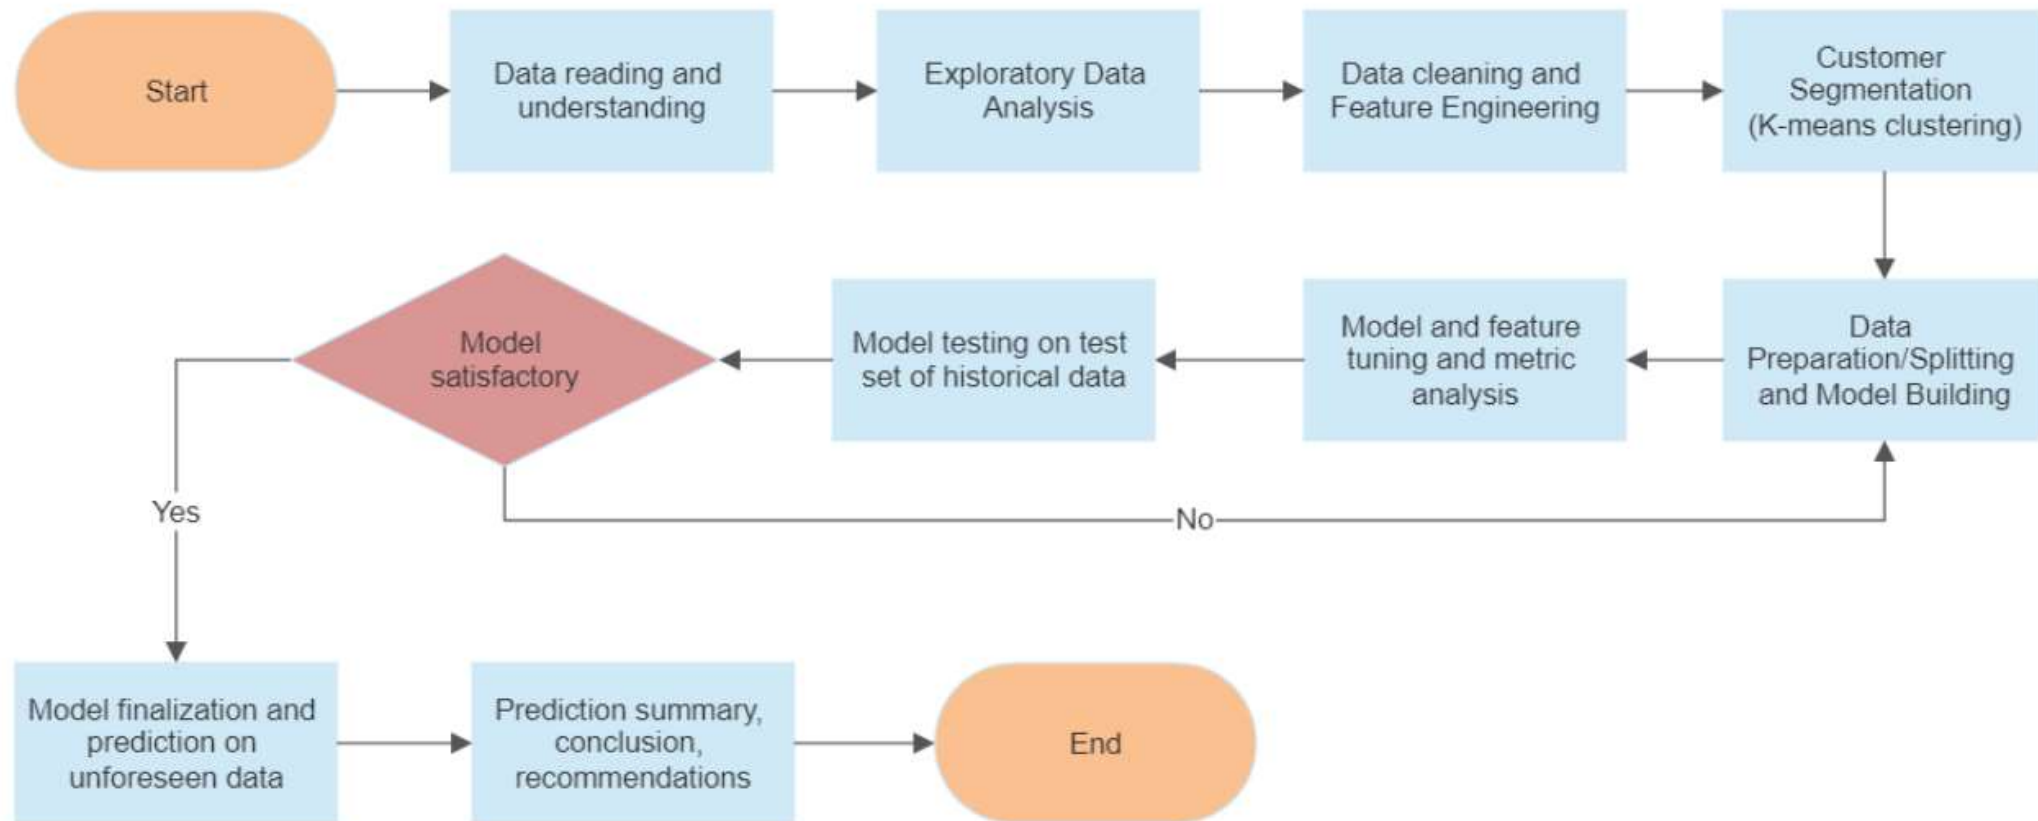 Start
Data reading and
understanding
Exploratory Data
Analysis
Data cleaning and
Feature Engineering
Customer
Segmentation
(K-means clustering)
Model
satisfactory
Model testing on test
set of historical data
Model and feature
tuning and metric
analysis
Data
Preparation/Splitting
and Model Building
Yes
No
Model finalization and
prediction on
unforeseen data
Prediction summary,
conclusion,
recommendations
End